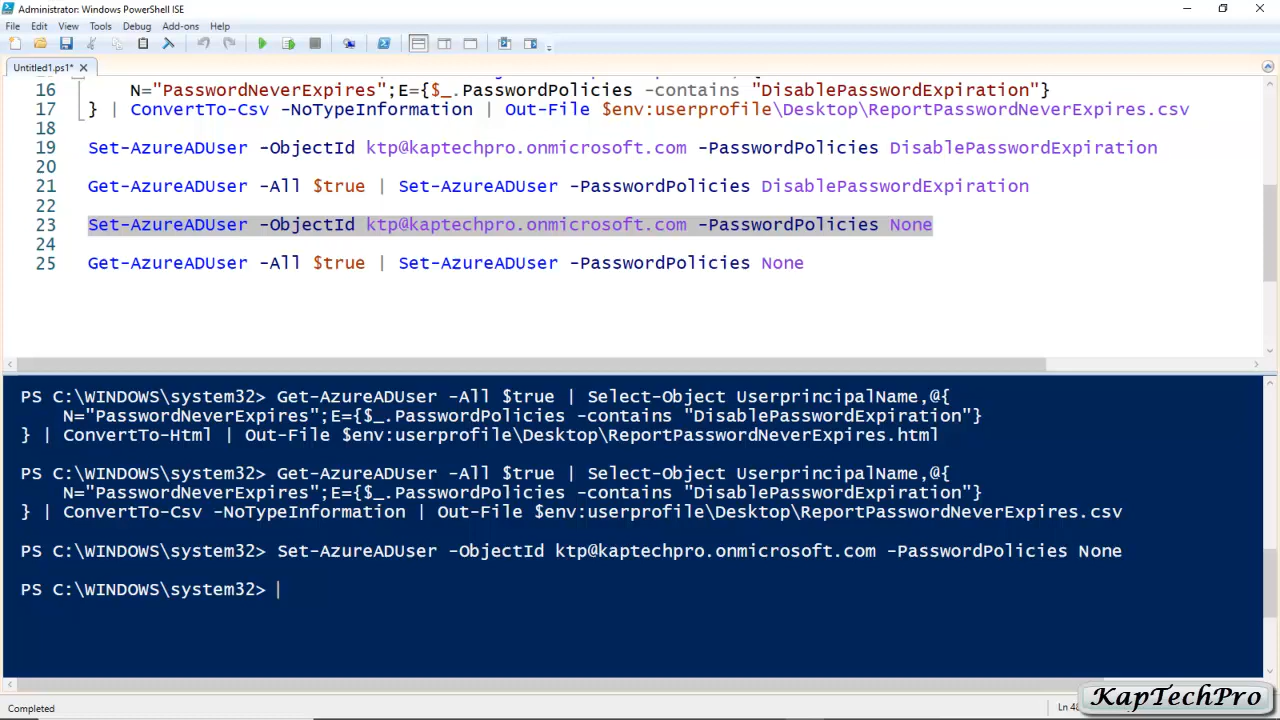 Administrator: Windows PowerShell ISE
File Edit View Tools Debug Add-ons Help
Untitled1.ps1* X
16 N="PasswordNeverExpires";E={$_.PasswordPolicies -contains "DisablePasswordExpiration"}
17 } | ConvertTo-Csv -NoTypeInformation | Out-File $env:userprofile\Desktop\ReportPasswordNeverExpires.csv
18
19 Set-AzureADUser -ObjectId ktp@kaptechpro.onmicrosoft.com -PasswordPolicies DisablePasswordExpiration
20
21 Get-AzureADUser -All $true | Set-AzureADUser -PasswordPolicies DisablePasswordExpiration
22
23 Set-AzureADUser -ObjectId ktp@kaptechpro.onmicrosoft.com -PasswordPolicies None
24
25 Get-AzureADUser -All $true | Set-AzureADUser -PasswordPolicies None
PS C:\WINDOWS\system32> Get-AzureADUser -All $true | Select-Object UserprincipalName,@{
N="PasswordNeverExpires";E={$_.PasswordPolicies -contains "DisablePasswordExpiration"}
} | ConvertTo-Html | Out-File $env:userprofile\Desktop\ReportPasswordNeverExpires.html
PS C:\WINDOWS\system32> Get-AzureADUser -All $true | Select-Object UserprincipalName,@{
N="PasswordNeverExpires";E={$_.PasswordPolicies -contains "DisablePasswordExpiration"}
} | ConvertTo-Csv -NoTypeInformation | Out-File $env:userprofile\Desktop\ReportPasswordNeverExpires.csv
PS C:\WINDOWS\system32> Set-AzureADUser -ObjectId ktp@kaptechpro.onmicrosoft.com -PasswordPolicies None
PS C:\WINDOWS\system32>
Completed
Ln
KapTechPro